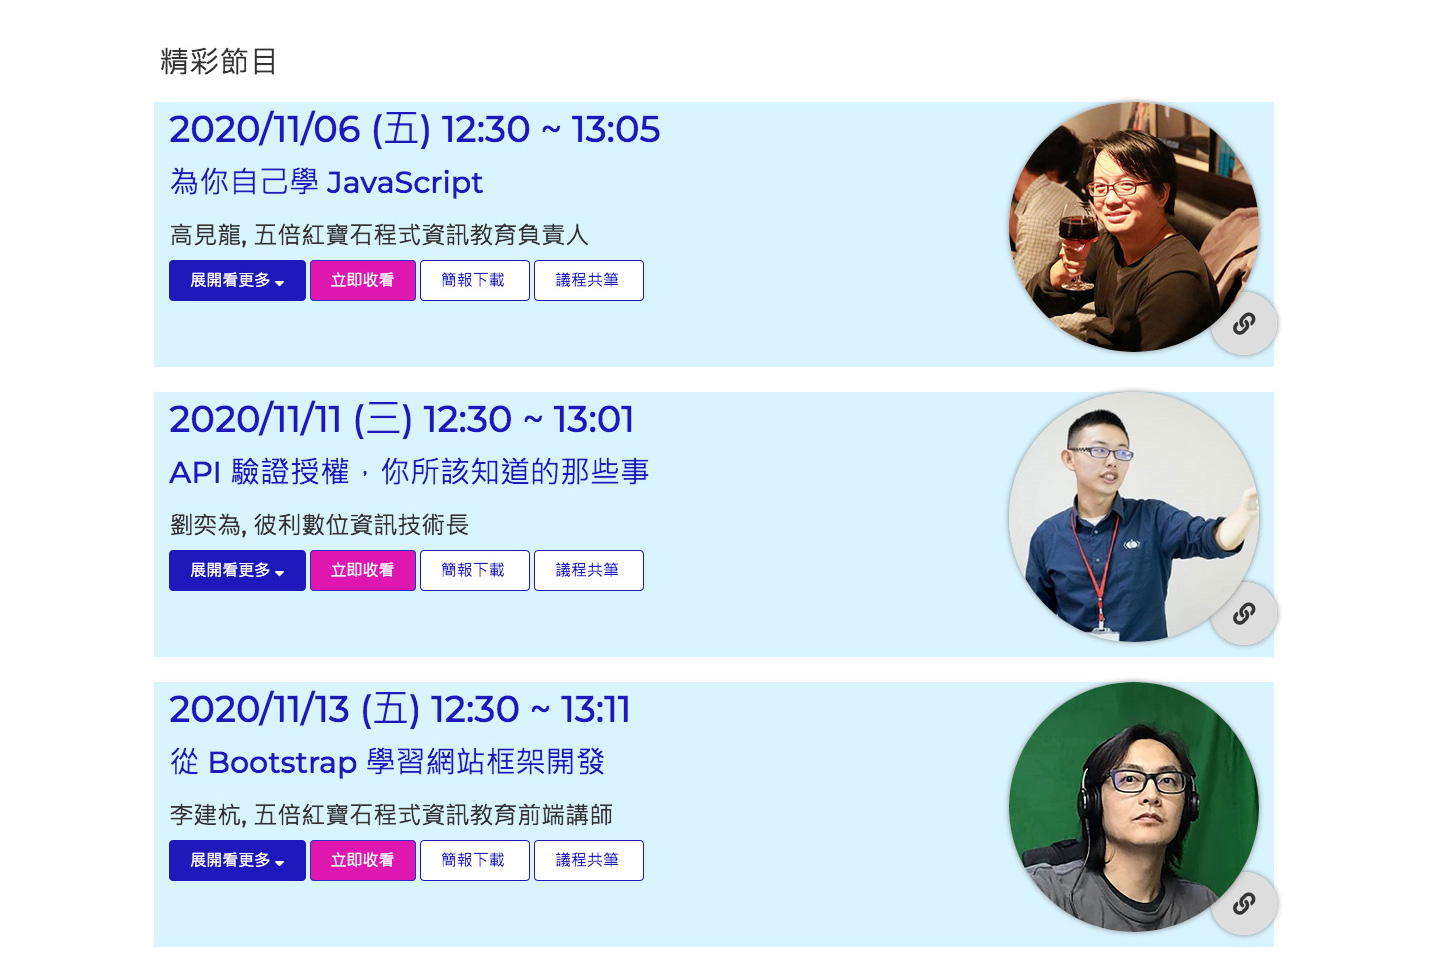 精彩節目
2020/11/06 (五) 12:30 ~ 13:05
為你自己學 JavaScript
高見龍, 五倍紅寶石程式資訊教育負責人
展開看更多 立即收看 簡報下載 議程共筆
2020/11/11 (三) 12:30 ~ 13:01
API 驗證授權，你所該知道的那些事
劉奕為, 彼利數位資訊技術長
展開看更多 立即收看 簡報下載 議程共筆
2020/11/13 (五) 12:30 ~ 13:11
從 Bootstrap 學習網站框架開發
李建杭, 五倍紅寶石程式資訊教育前端講師
展開看更多 立即收看 簡報下載 議程共筆